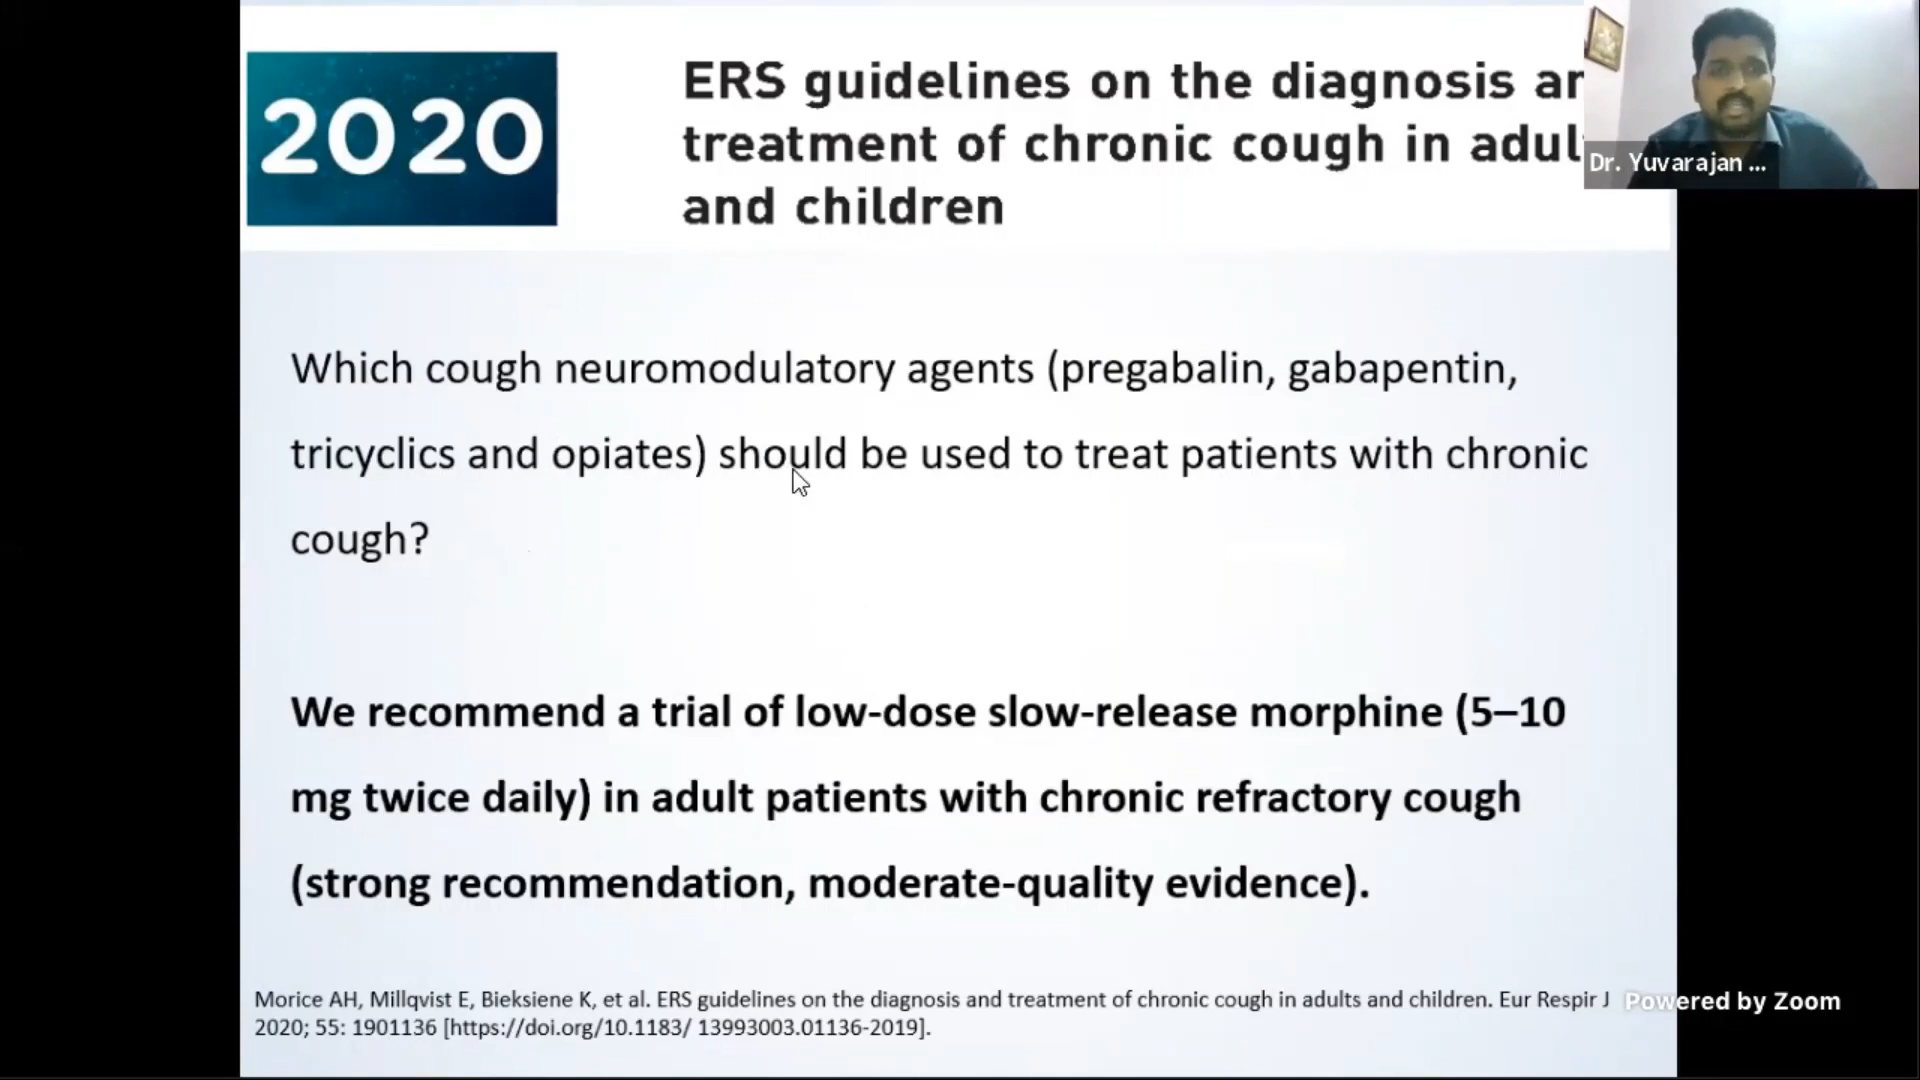 2020
ERS guidelines on the diagnosis
treatment of chronic cough in
and children
Dr. Yuvarajan ...
Which cough neuromodulatory agents (pregabalin, gabapentin,
tricyclics and opiates) should be used to treat patients with chronic
cough?
We recommend a trial of low-dose slow-release morphine (5–10
mg twice daily) in adult patients with chronic refractory cough
(strong recommendation, moderate-quality evidence).
Morice AH, Millqvist E, Bieksiene K, et al. ERS guidelines on the diagnosis and treatment of chronic cough in adults and children. Eur Respir J
2020; 55: 1901136 [https://doi.org/10.1183/ 13993003.01136-2019].
Powered by Zoom